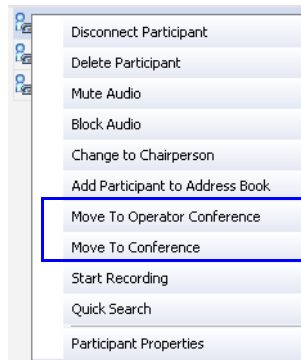 Disconnect Participant
Delete Participant
Mute Audio
Block Audio
Change to Chairperson
Add Participant to Address Book
Move To Operator Conference
Move To Conference
Start Recording
Quick Search
Participant Properties